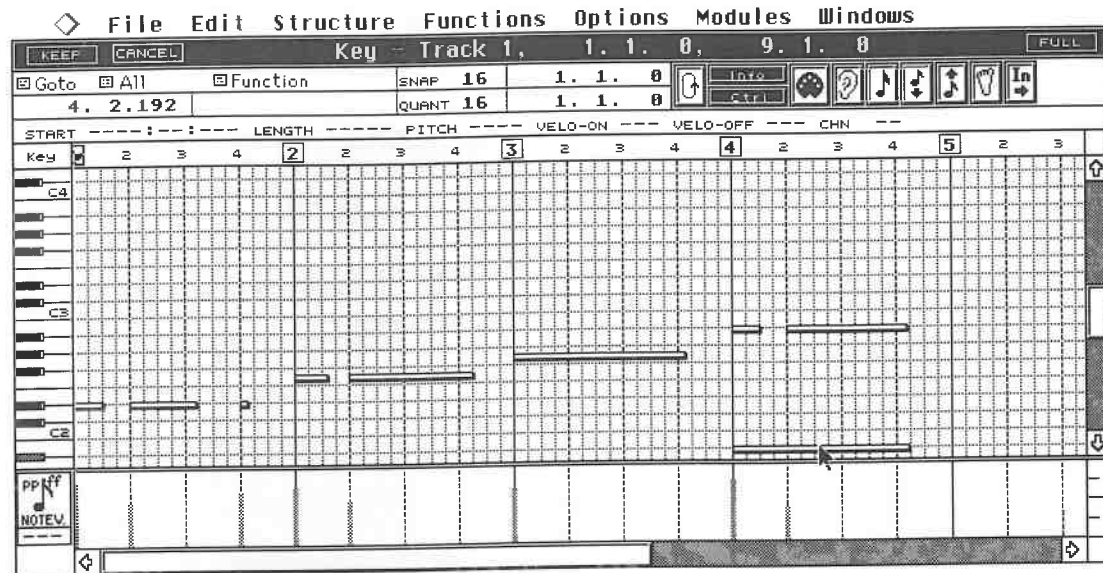 File Edit Structure Functions Options Modules Windows
KEEP CANCEL Key - Track 1, 1. 1. 0, 9. 1. 0 FULL
Goto All Function SNAP 16 1. 1. 0 Info In
4. 2.192 QUANT 16 1. 1. 0 Ctrl
START ----:--:--- LENGTH ----- PITCH ---- VELO-ON --- VELO-OFF --- CHN --
Key 2 3 4 2 2 3 4 3 2 3 4 4 2 3 4 5 2 3
C4
C3
C2
pp ff
NOTEV.
---